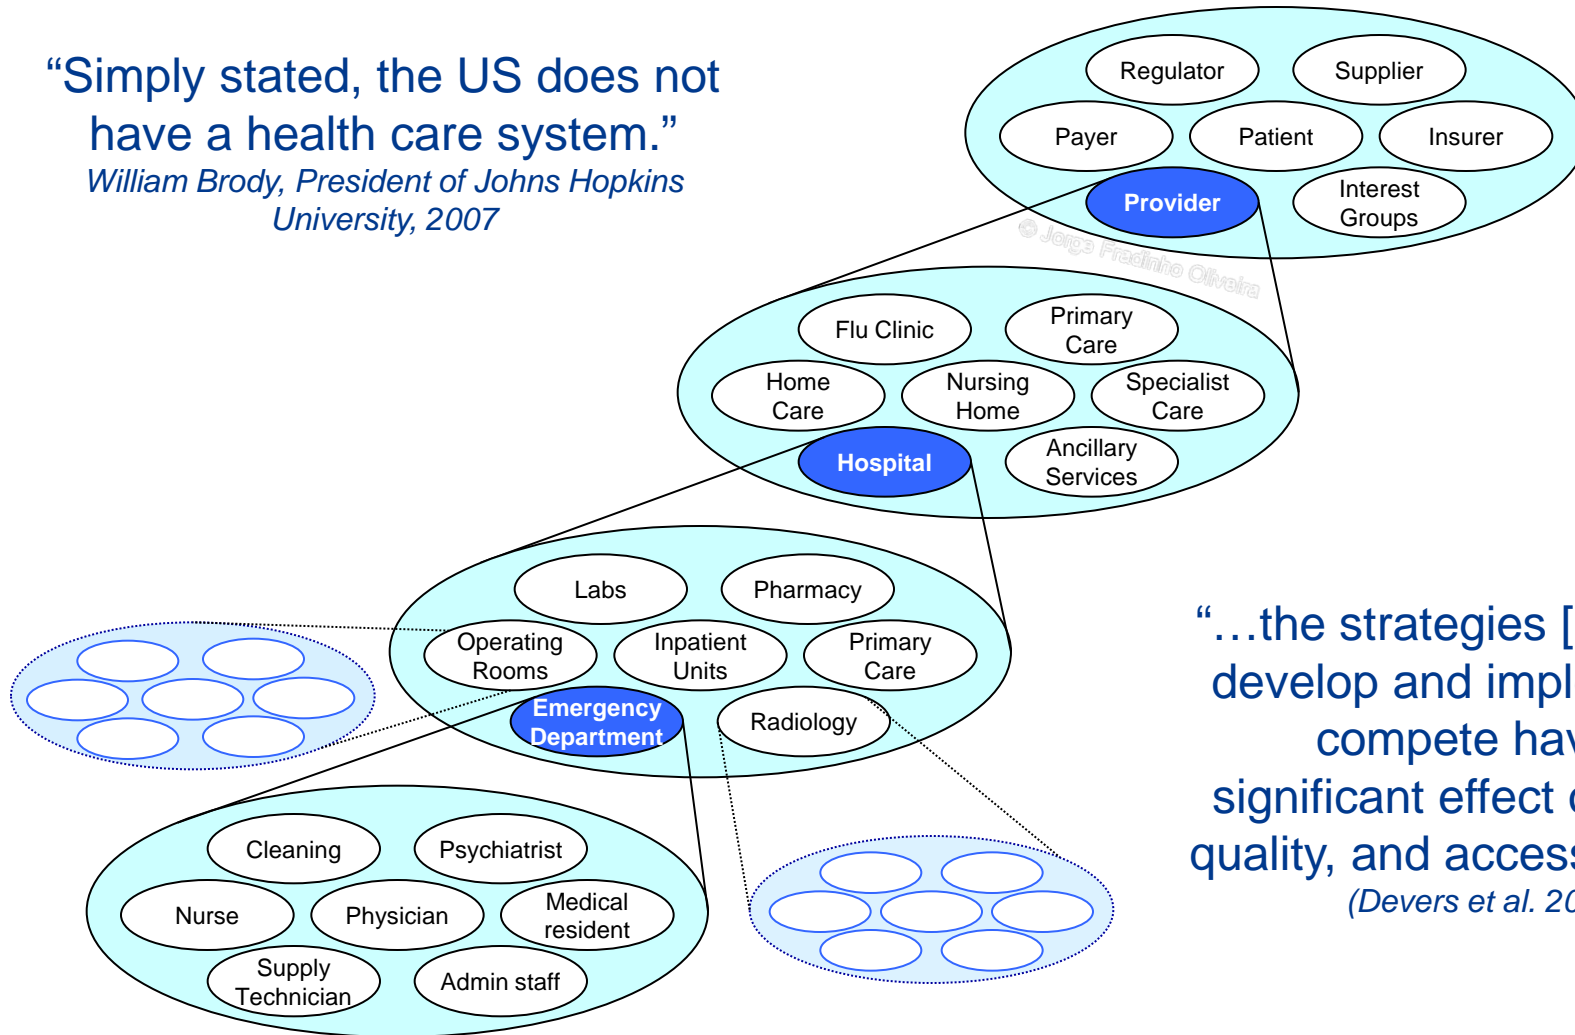 “Simply stated, the US does not
have a health care system.”
William Brody, President of Johns Hopkins
University, 2007
Regulator
Supplier
Payer
Patient
Insurer
Provider
Interest
Groups
© Jorge Fradinho Oliveira
Flu Clinic
Primary
Care
Home
Care
Nursing
Home
Specialist
Care
Hospital
Ancillary
Services
Labs
Pharmacy
Operating
Rooms
Inpatient
Units
Primary
Care
Emergency
Department
Radiology
Cleaning
Psychiatrist
Nurse
Physician
Medical
resident
Supply
Technician
Admin staff
“…the strategies [
develop and impl
compete hav
significant effect
quality, and access
(Devers et al. 20